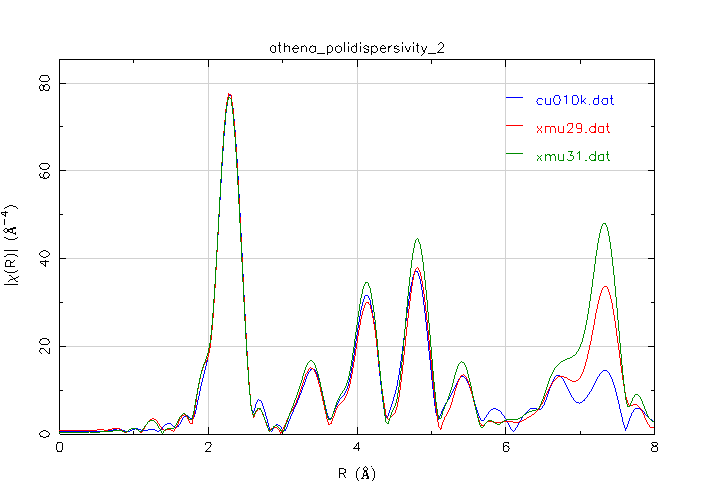 athena_polidispersivity_2
80
60
40
20
0
|χ(R)| (Å⁻⁴)
cu010k.dat
xmu29.dat
xmu31.dat
0 2 4 6 8
R (Å)